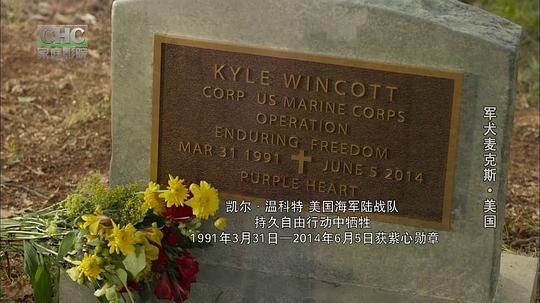 CHC
家庭影院
KYLE WINCOTT
CORP US MARINE CORPS
OPERATION
ENDURING FREEDOM
MAR 31 1991 ✝ JUNE 5 2014
PURPLE HEART
凯尔·温科特 美国海军陆战队
持久自由行动中牺牲
1991年3月31日—2014年6月5日获紫心勋章
军犬麦克斯·美国